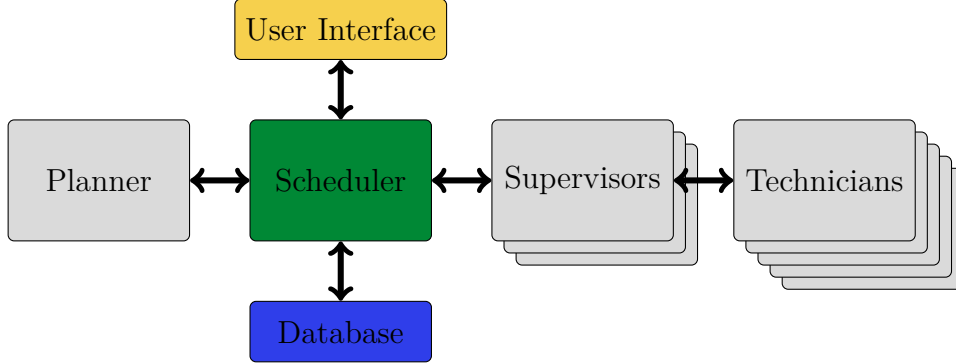 User Interface
Planner
Scheduler
Supervisors
Technicians
Database